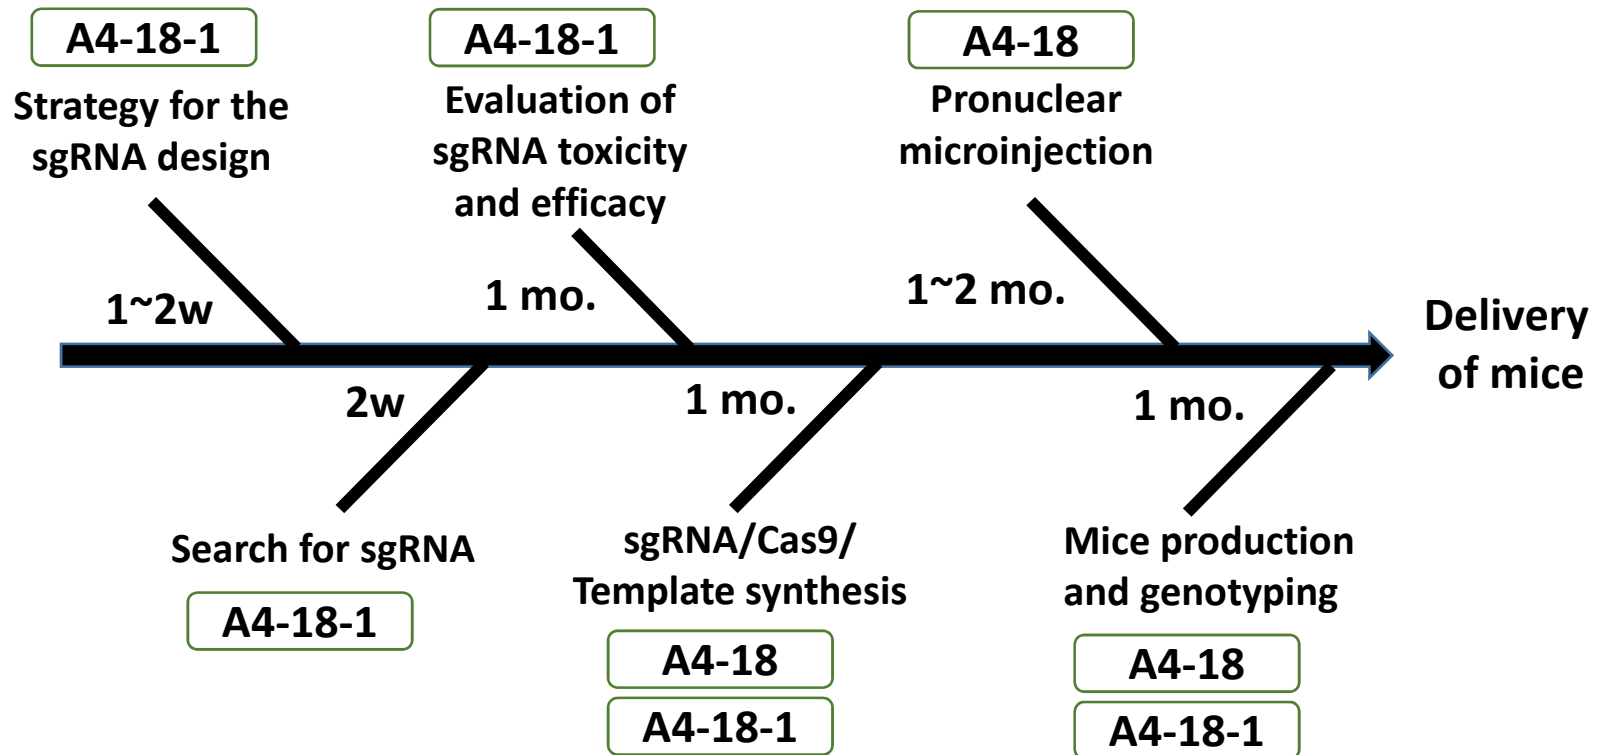 A4-18-1
Strategy for the
sgRNA design
1~2w
A4-18-1
Evaluation of
sgRNA toxicity
and efficacy
1 mo.
A4-18
Pronuclear
microinjection
1~2 mo.
Delivery
of mice
2w
Search for sgRNA
A4-18-1
1 mo.
sgRNA/Cas9/
Template synthesis
A4-18
A4-18-1
1 mo.
Mice production
and genotyping
A4-18
A4-18-1